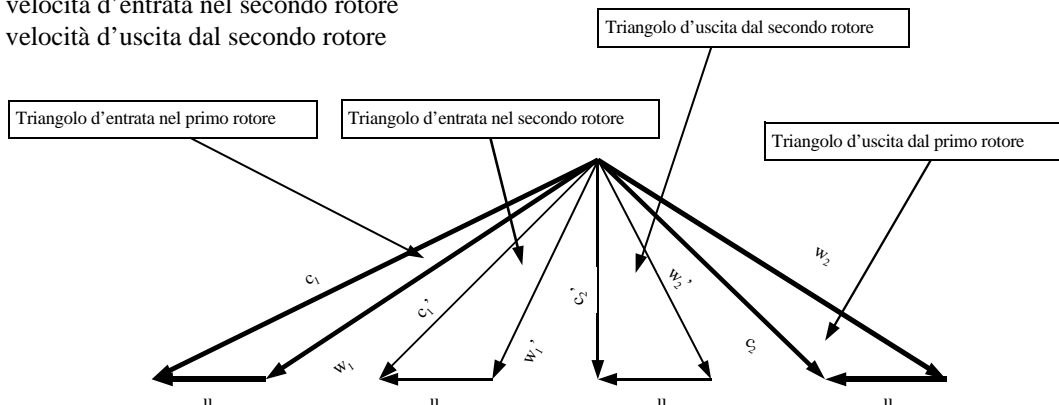 velocità d'entrata nel secondo rotore
velocità d'uscita dal secondo rotore
Triangolo d'uscita dal secondo rotore
Triangolo d'entrata nel primo rotore
Triangolo d'entrata nel secondo rotore
Triangolo d'uscita dal primo rotore
c₁
w₁
c₁'
w₁'
c₂'
w₂'
c₂
w₂
u
u
u
u